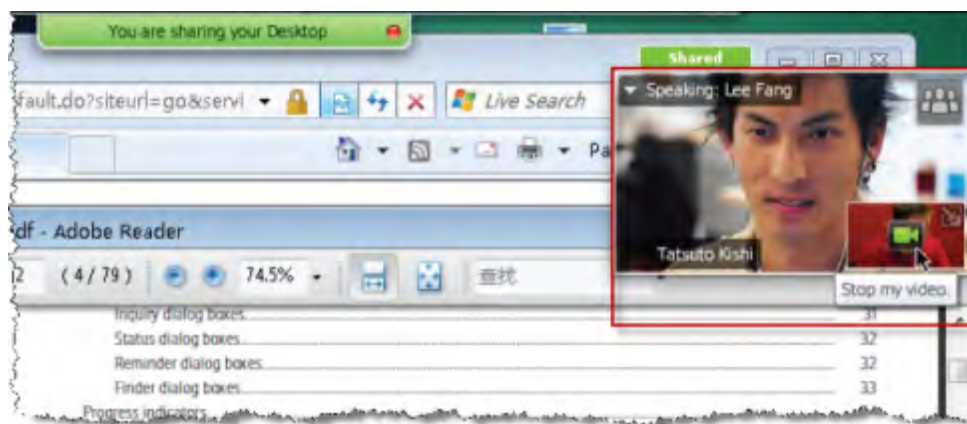 You are sharing your Desktop
Shared
fault.do?siteurl=go&servi
Live Search
Speaking: Lee Fang
Pa
df - Adobe Reader
Tatsuto Kishi
2 ( 4 / 79 ) 74.5% 查找
Stop my video.
Inquiry dialog boxes 31
Status dialog boxes 32
Reminder dialog boxes 32
Finder dialog boxes 33
Progress indicators